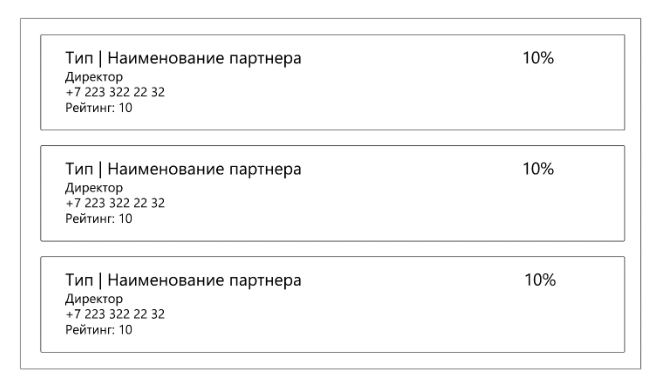 Тип | Наименование партнера 10%
Директор
+7 223 322 22 32
Рейтинг: 10
Тип | Наименование партнера 10%
Директор
+7 223 322 22 32
Рейтинг: 10
Тип | Наименование партнера 10%
Директор
+7 223 322 22 32
Рейтинг: 10